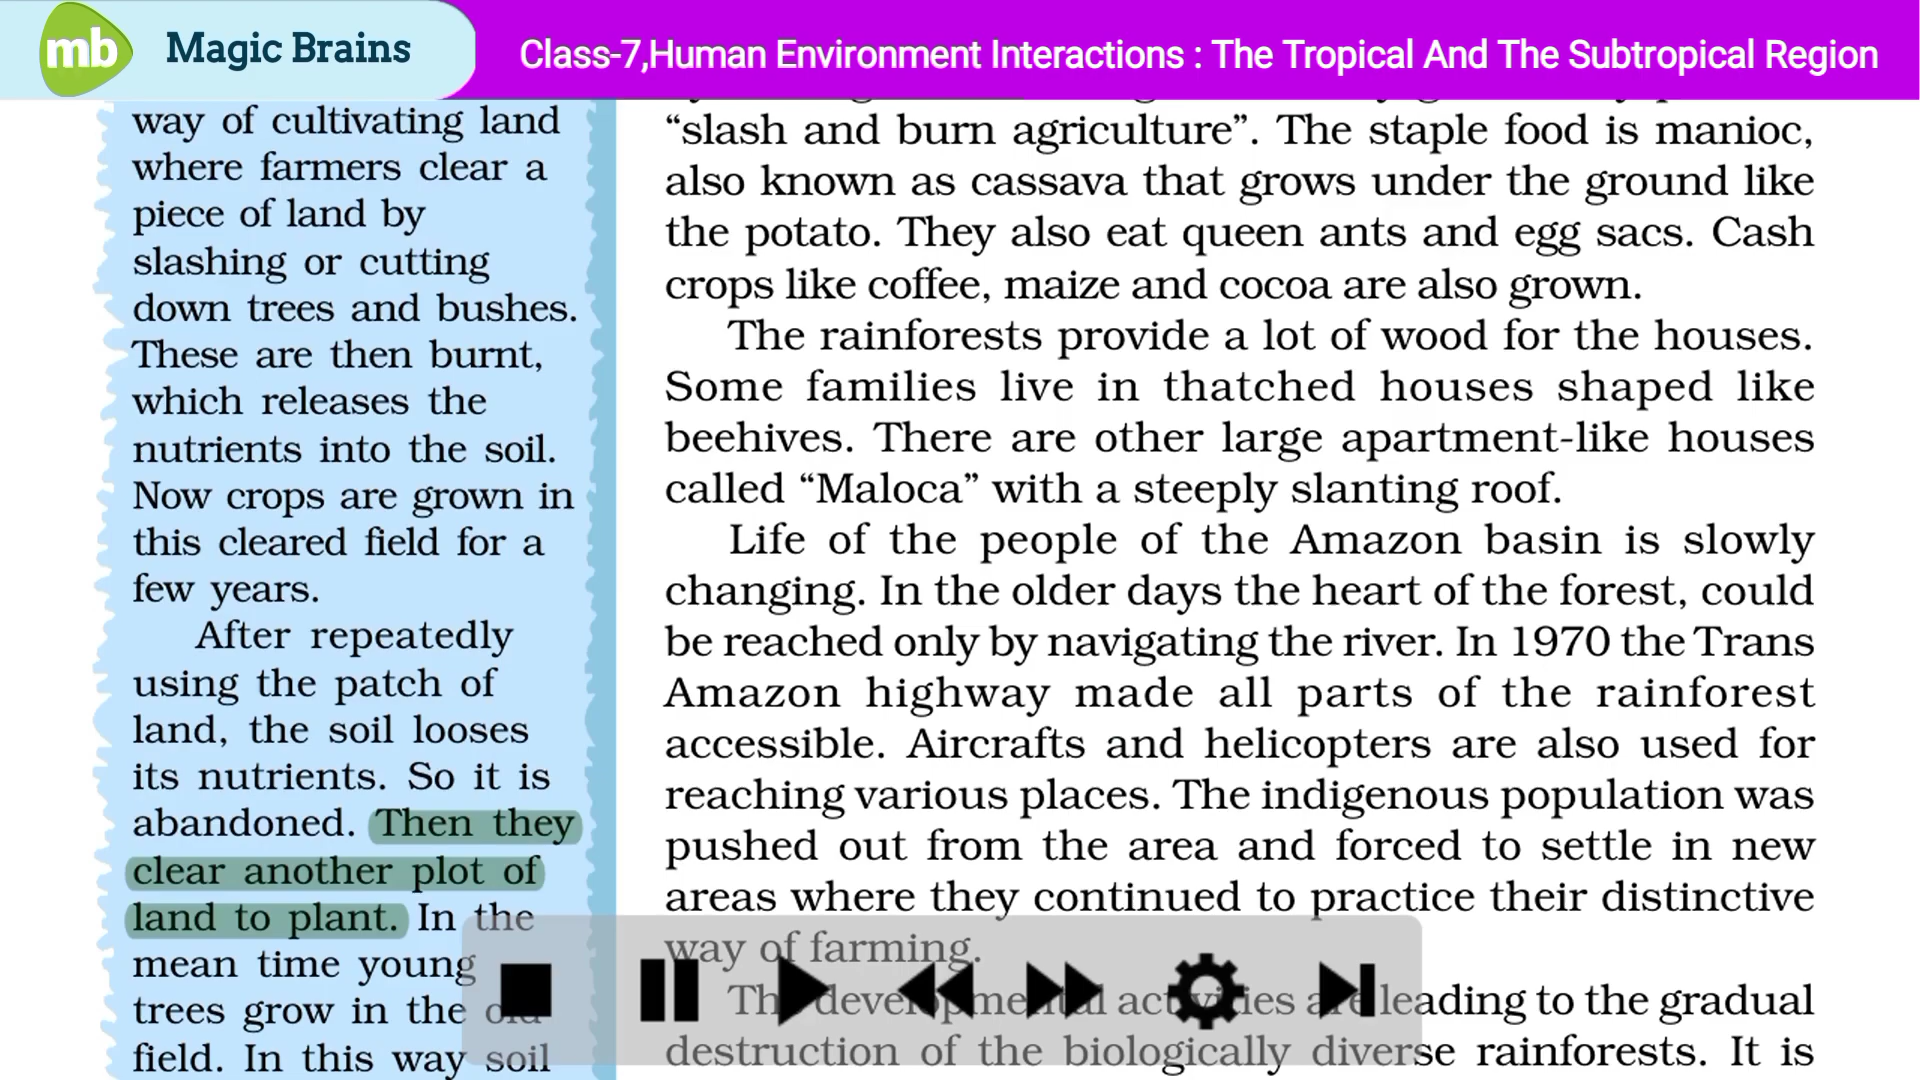 mb Magic Brains
Class-7,Human Environment Interactions : The Tropical And The Subtropical Region
way of cultivating land
where farmers clear a
piece of land by
slashing or cutting
down trees and bushes.
These are then burnt,
which releases the
nutrients into the soil.
Now crops are grown in
this cleared field for a
few years.
After repeatedly
using the patch of
land, the soil looses
its nutrients. So it is
abandoned. Then they
clear another plot of
land to plant. In the
mean time young
trees grow in the old
field. In this way soil
“slash and burn agriculture”. The staple food is manioc,
also known as cassava that grows under the ground like
the potato. They also eat queen ants and egg sacs. Cash
crops like coffee, maize and cocoa are also grown.
The rainforests provide a lot of wood for the houses.
Some families live in thatched houses shaped like
beehives. There are other large apartment-like houses
called “Maloca” with a steeply slanting roof.
Life of the people of the Amazon basin is slowly
changing. In the older days the heart of the forest, could
be reached only by navigating the river. In 1970 the Trans
Amazon highway made all parts of the rainforest
accessible. Aircrafts and helicopters are also used for
reaching various places. The indigenous population was
pushed out from the area and forced to settle in new
areas where they continued to practice their distinctive
way of farming.
The developmental activities are leading to the gradual
destruction of the biologically diverse rainforests. It is